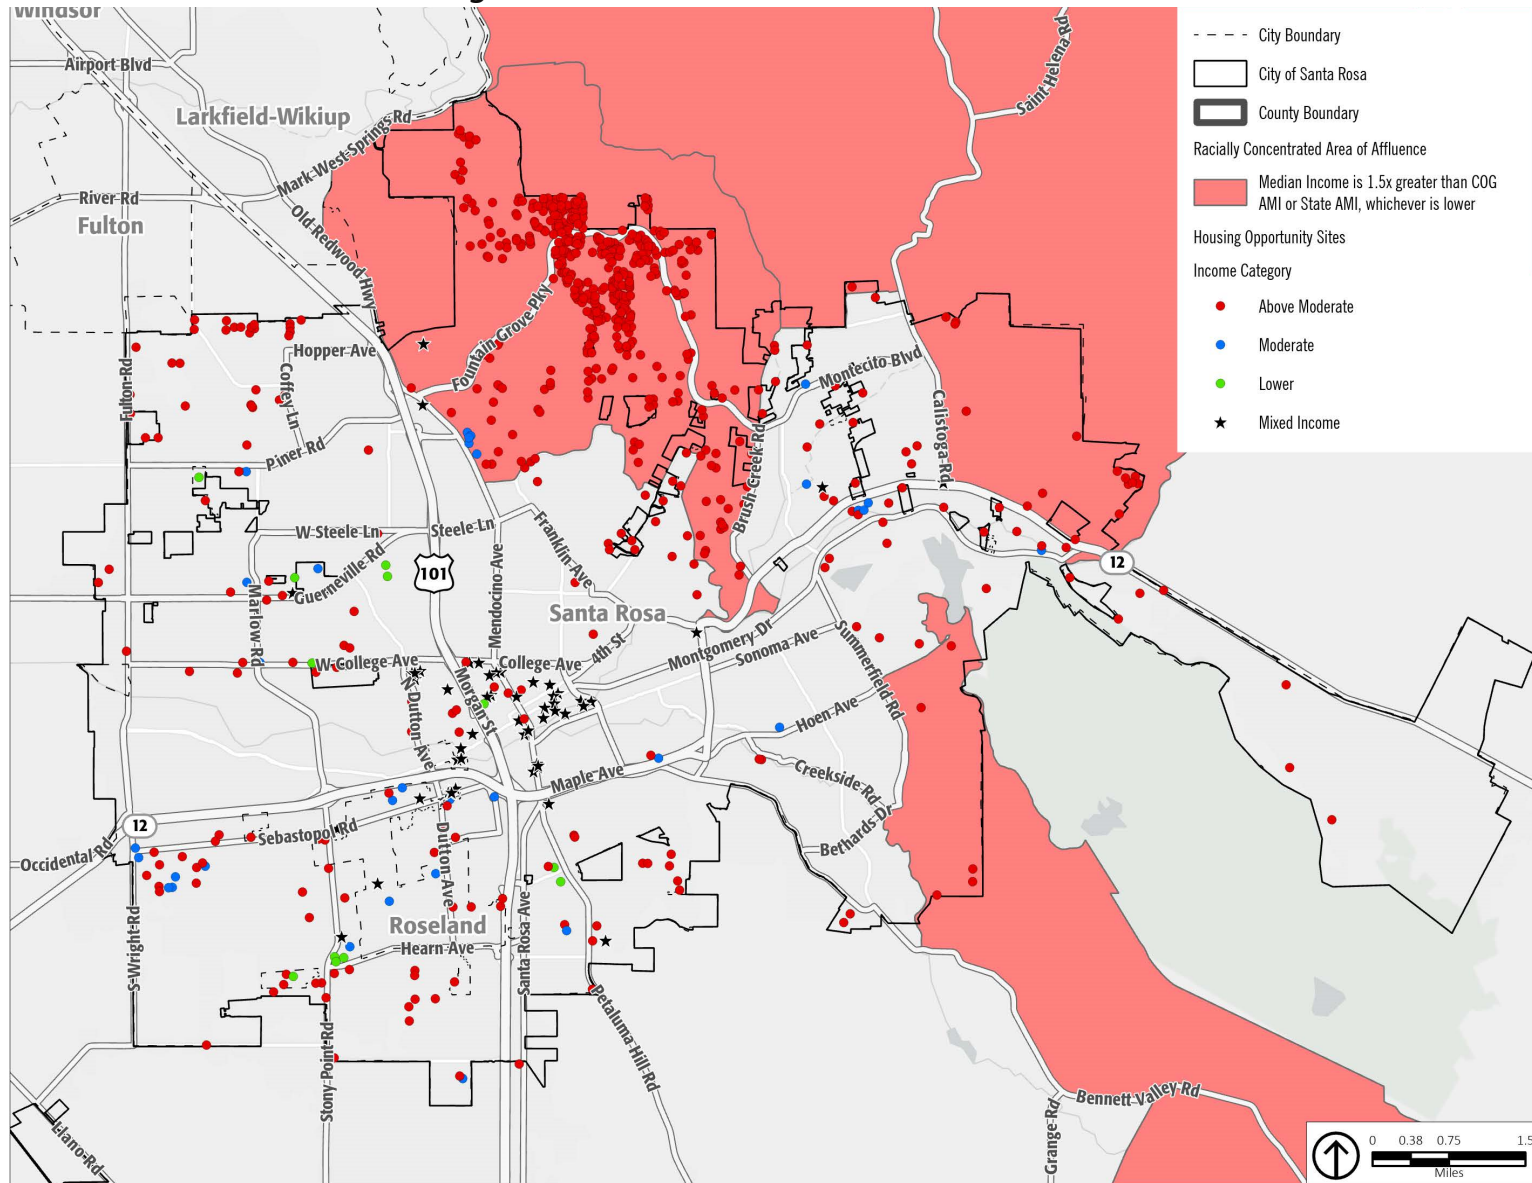 Windsor
Airport Blvd
Larkfield-Wikiup
Mark West Springs Rd
Saint Helena Rd
River Rd
Fulton
Old Redwood Hwy
Fountain Grove Pky
Hopper Ave
Coffey Ln
Fulton Rd
Piner Rd
Montecito Blvd
Calistoga Rd
Brush Creek Rd
W Steele Ln
Steele Ln
Franklin Ave
Guerneville Rd
101
Mendocino Ave
Marlow Rd
Santa Rosa
4th St
12
Montgomery Dr
Sonoma Ave
Summerfield Rd
W College Ave
College Ave
N Dutton Ave
Morgan St
Hoen Ave
Maple Ave
Creekside Rd
Bethards Dr
12
Occidental Rd
Sebastopol Rd
Dutton Ave
S Wright Rd
Roseland
Hearn Ave
Santa Rosa Ave
Stony Point Rd
Petaluma Hill Rd
Bennett Valley Rd
Grange Rd
Llano Rd
City Boundary
City of Santa Rosa
County Boundary
Racially Concentrated Area of Affluence
Median Income is 1.5x greater than COG
AMI or State AMI, whichever is lower
Housing Opportunity Sites
Income Category
Above Moderate
Moderate
Lower
Mixed Income
0 0.38 0.75 1.5
Miles